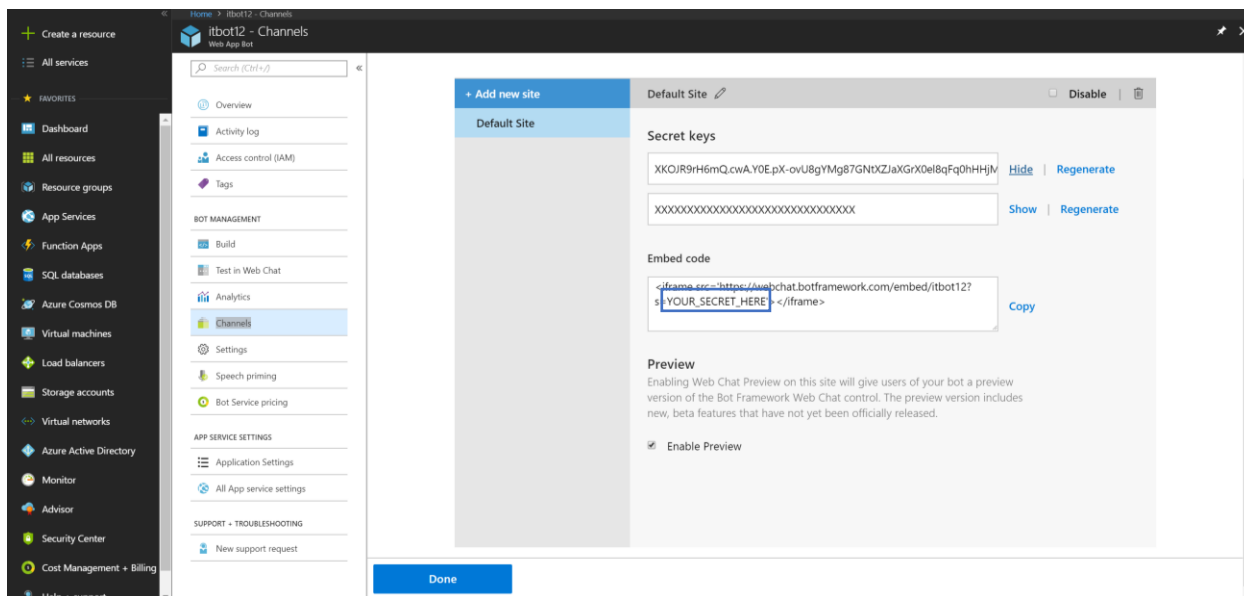 Home > itbot12 - Channels
itbot12 - Channels
Web App Bot
Create a resource
All services
FAVORITES
Dashboard
All resources
Resource groups
App Services
Function Apps
SQL databases
Azure Cosmos DB
Virtual machines
Load balancers
Storage accounts
Virtual networks
Azure Active Directory
Monitor
Advisor
Security Center
Cost Management + Billing
Help + support
Search (Ctrl+/)
Overview
Activity log
Access control (IAM)
Tags
BOT MANAGEMENT
Build
Test in Web Chat
Analytics
Channels
Settings
Speech priming
Bot Service pricing
APP SERVICE SETTINGS
Application Settings
All App service settings
SUPPORT + TROUBLESHOOTING
New support request
+ Add new site
Default Site
Default Site
Disable
Secret keys
XKOJR9rH6mQ.cwA.Y0E.pX-ovU8gYMg87GNtXZJaXGrX0el8qFq0hHHjM
Hide | Regenerate
XXXXXXXXXXXXXXXXXXXXXXXXXXXXXXX
Show | Regenerate
Embed code
<iframe src='https://webchat.botframework.com/embed/itbot12?
s=YOUR_SECRET_HERE'></iframe>
Copy
Preview
Enabling Web Chat Preview on this site will give users of your bot a preview
version of the Bot Framework Web Chat control. The preview version includes
new, beta features that have not yet been officially released.
Enable Preview
Done